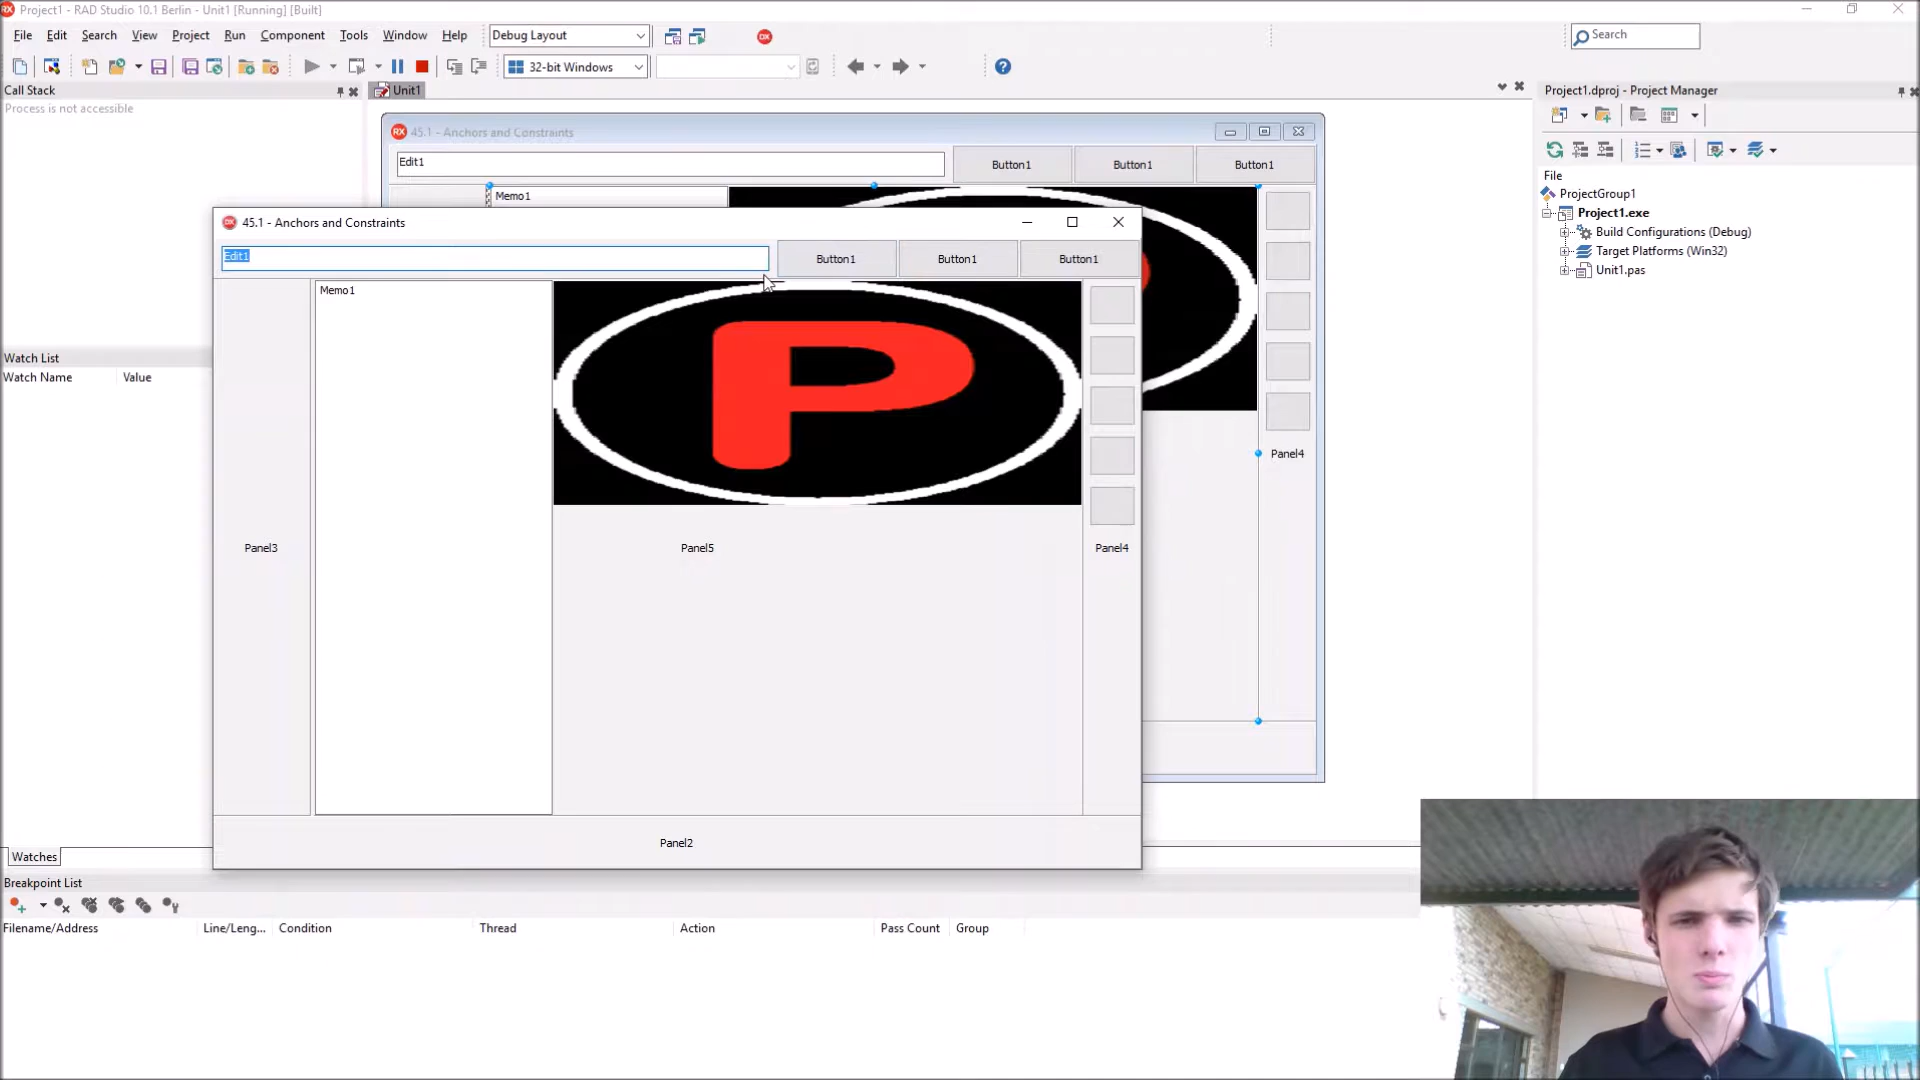 Project1 - RAD Studio 10.1 Berlin - Unit1 [Running] [Built]
File Edit Search View Project Run Component Tools Window Help Debug Layout Search
32-bit Windows
Call Stack
Process is not accessible
Unit1
Project1.dproj - Project Manager
File
ProjectGroup1
Project1.exe
Build Configurations (Debug)
Target Platforms (Win32)
Unit1.pas
45.1 - Anchors and Constraints
Edit1 Button1 Button1 Button1
Memo1
Panel4
45.1 - Anchors and Constraints
Edit1 Button1 Button1 Button1
Memo1
P
Panel3 Panel5 Panel4
Panel2
Watch List
Watch Name Value
Watches
Breakpoint List
Filename/Address Line/Leng... Condition Thread Action Pass Count Group